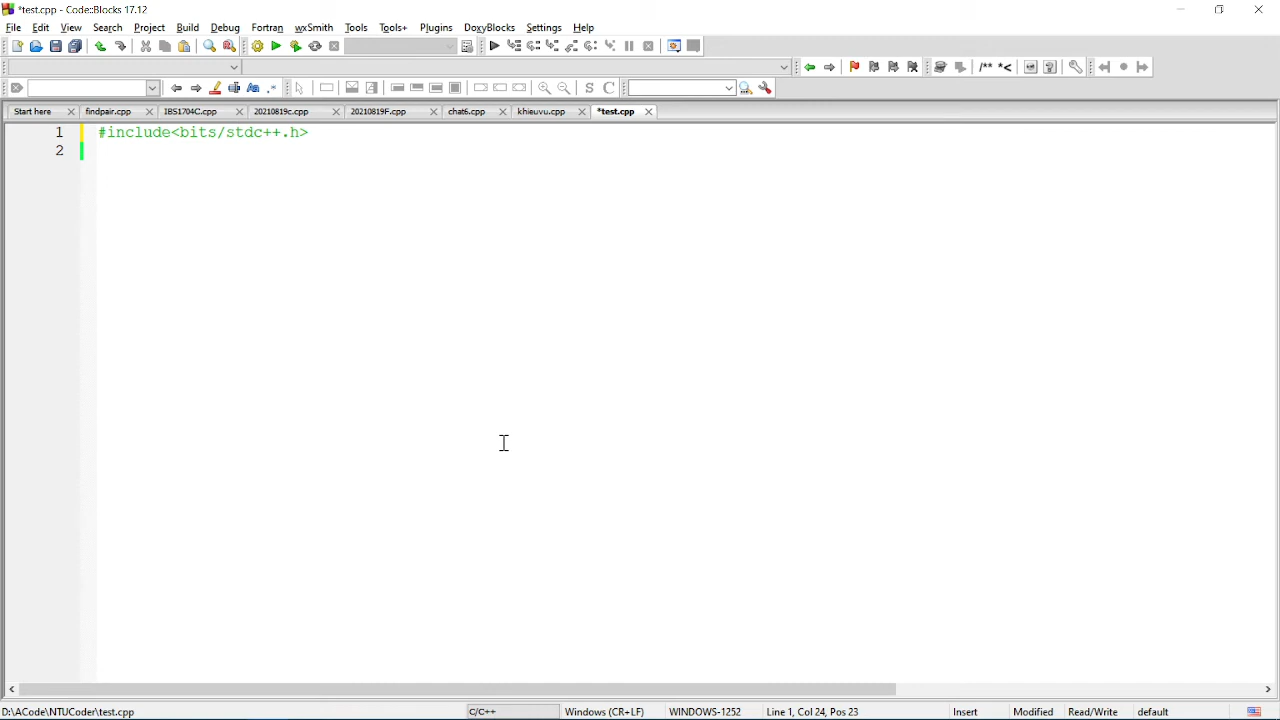 *test.cpp - Code::Blocks 17.12
File Edit View Search Project Build Debug Fortran wxSmith Tools Tools+ Plugins DoxyBlocks Settings Help
/** *<
S C
Start here findpair.cpp IBS1704C.cpp 20210819c.cpp 20210819F.cpp chat6.cpp khieuvu.cpp *test.cpp
1 #include<bits/stdc++.h>
2
D:\ACode\NTUCoder\test.cpp C/C++ Windows (CR+LF) WINDOWS-1252 Line 1, Col 24, Pos 23 Insert Modified Read/Write default